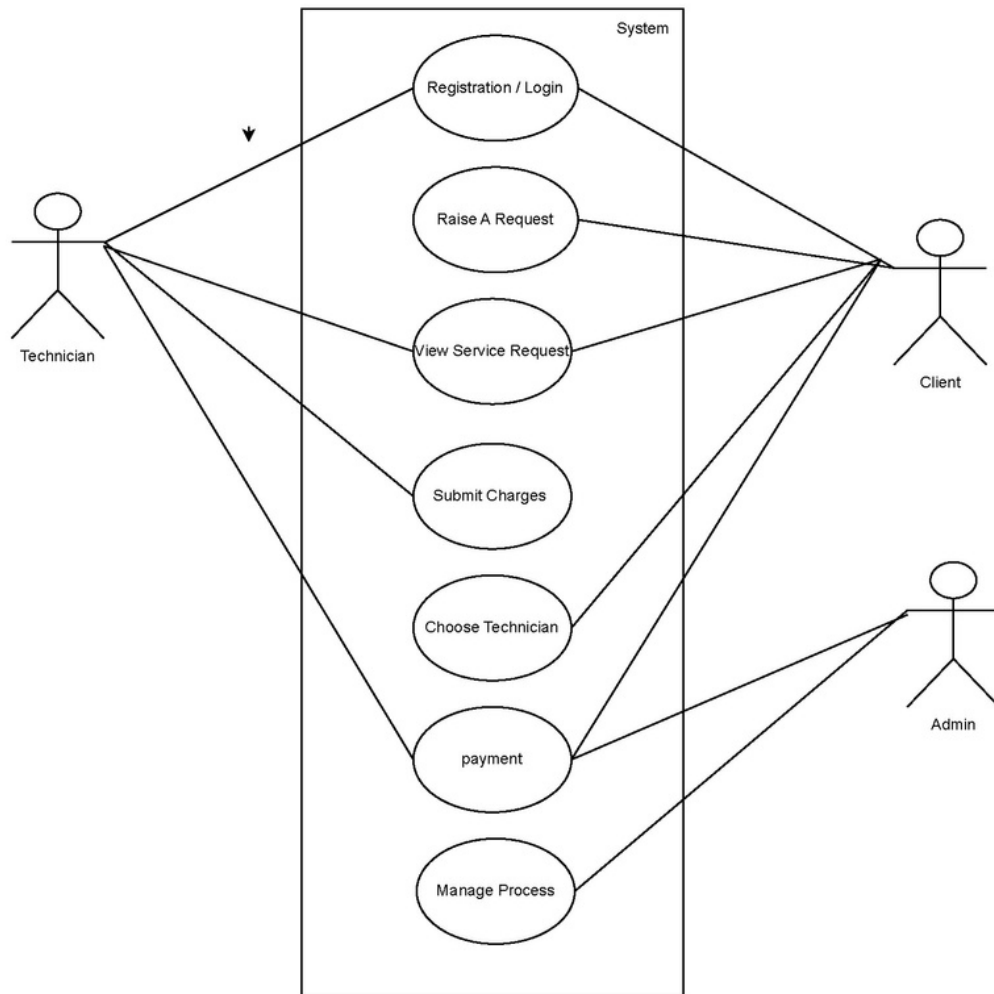 System
Registration / Login
Raise A Request
Technician
View Service Request
Client
Submit Charges
Choose Technician
Admin
payment
Manage Process